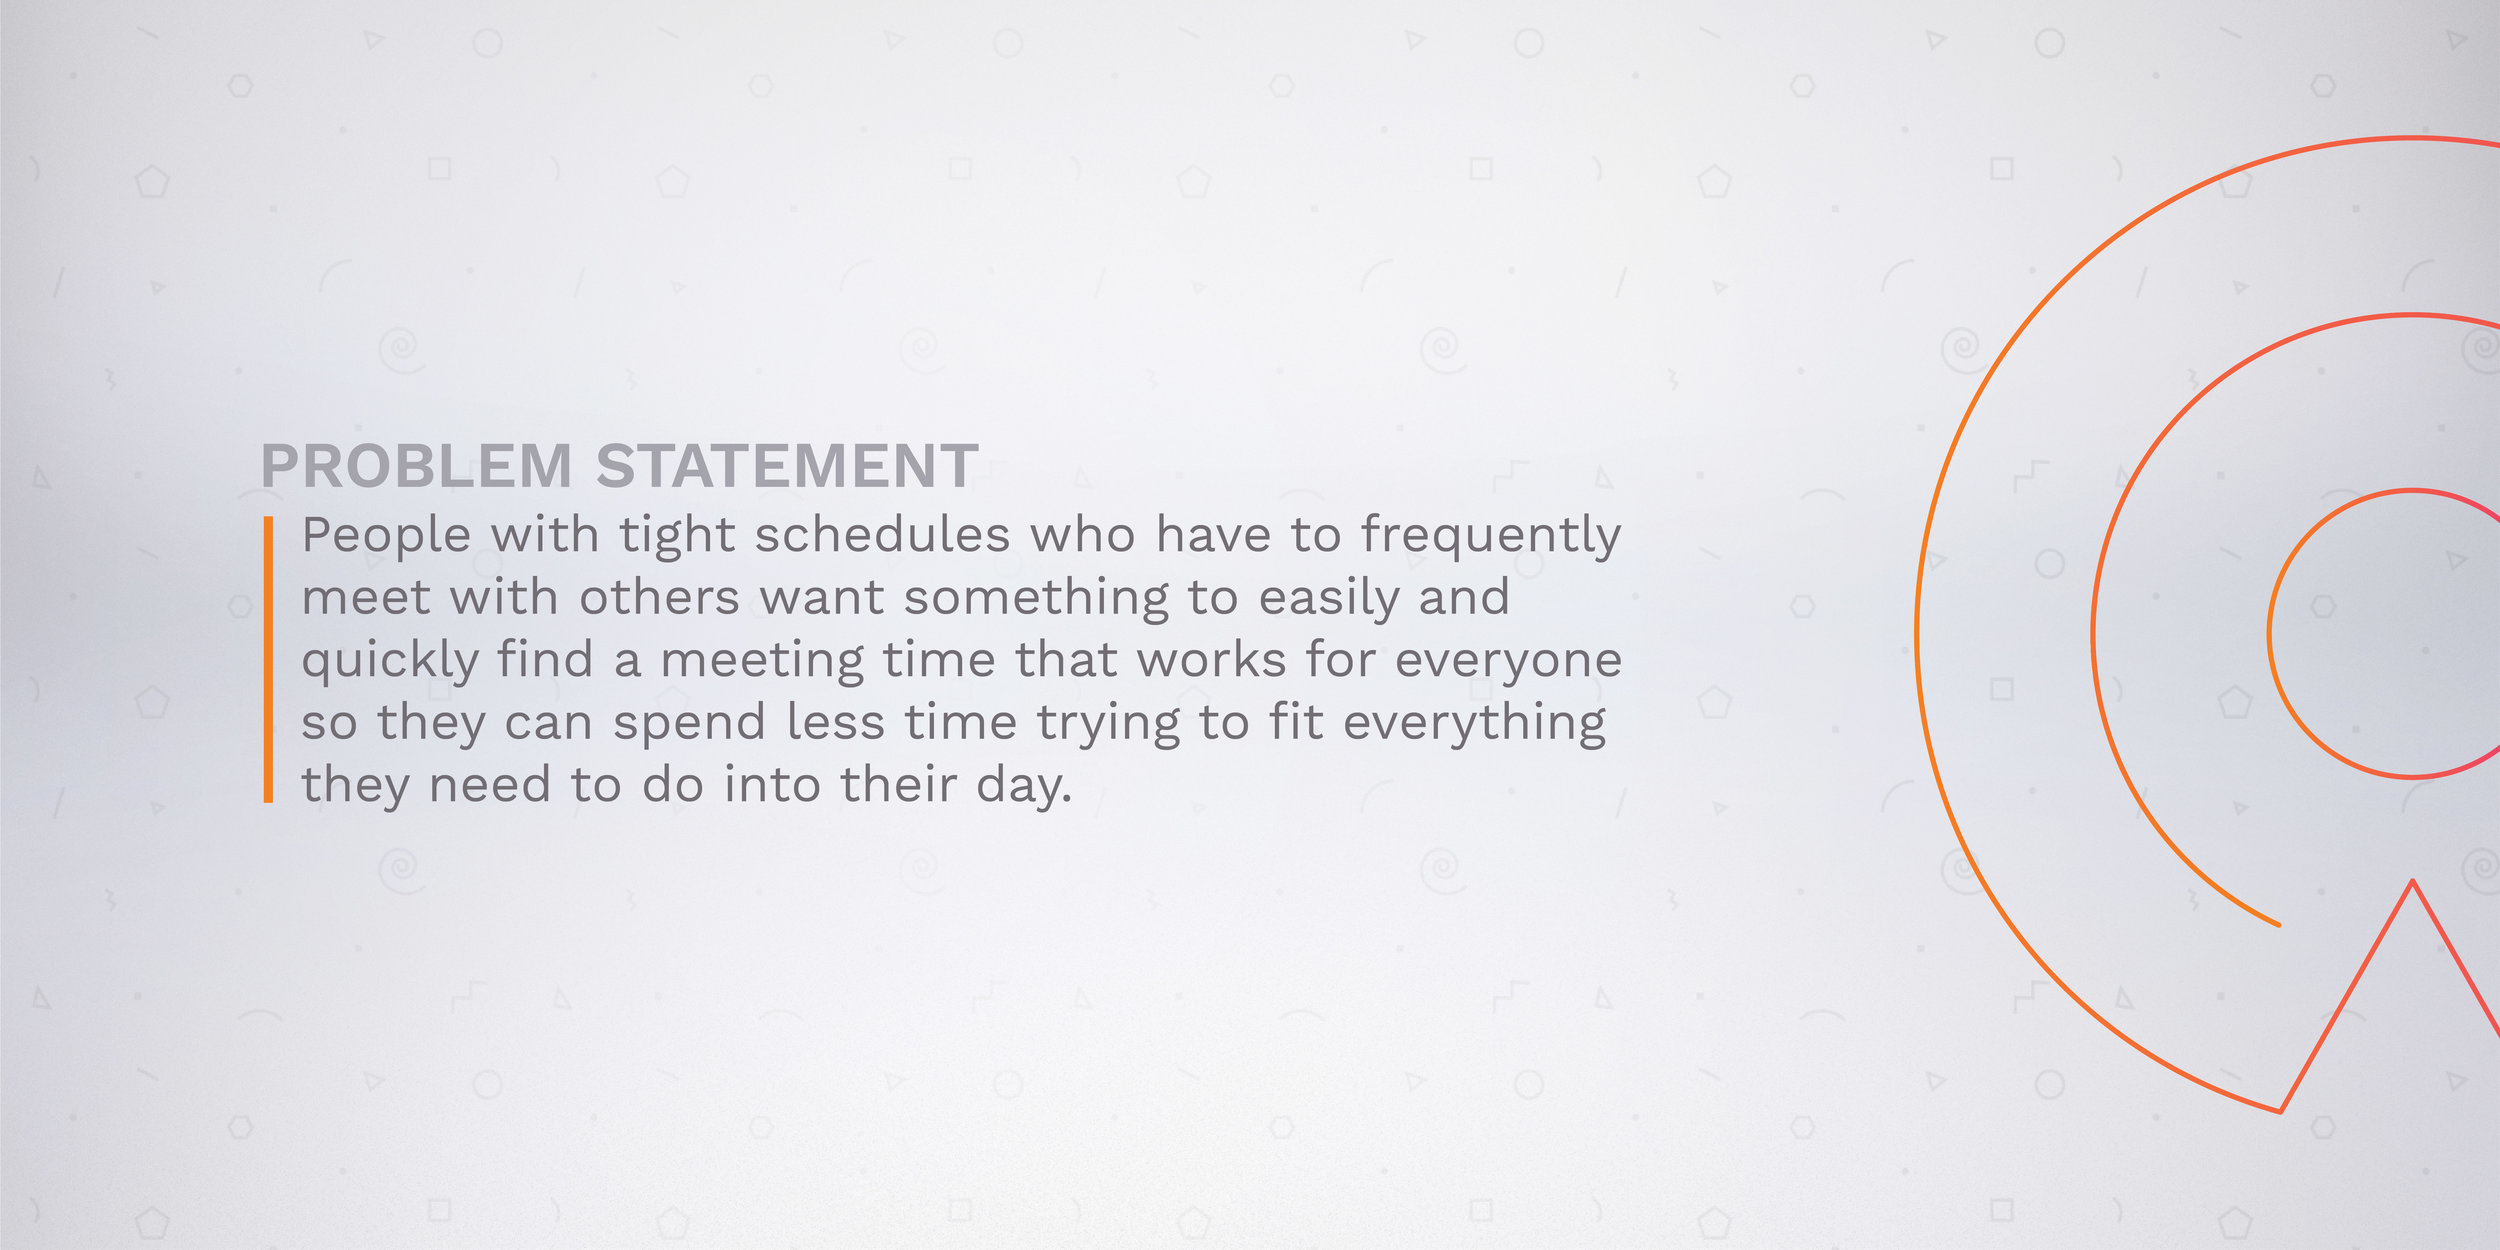 PROBLEM STATEMENT
People with tight schedules who have to frequently
meet with others want something to easily and
quickly find a meeting time that works for everyone
so they can spend less time trying to fit everything
they need to do into their day.